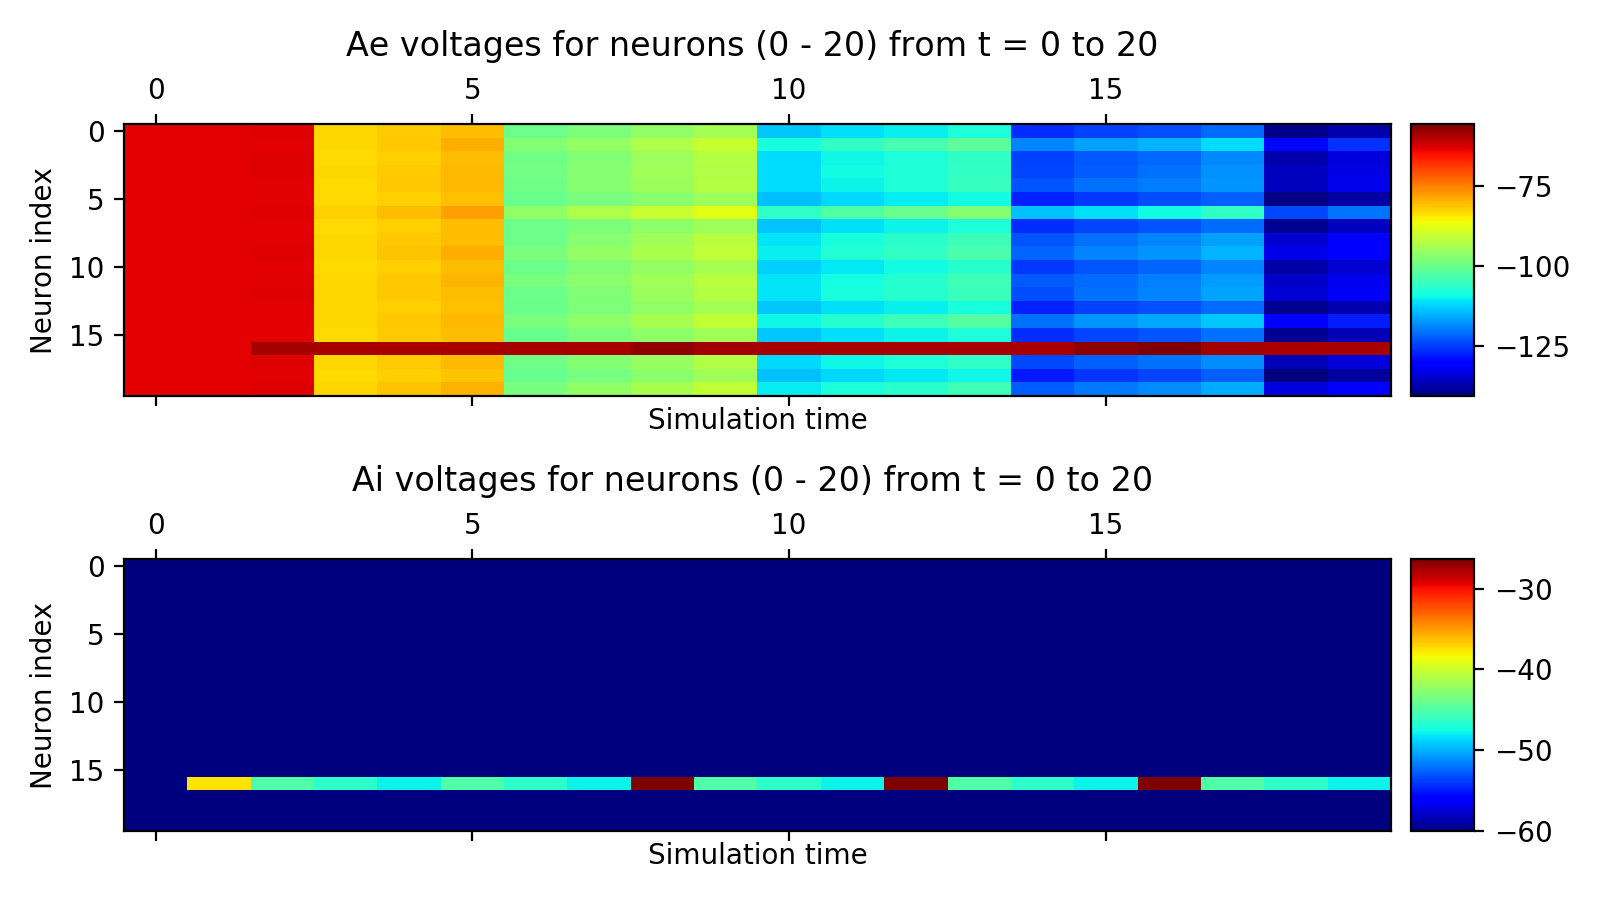 Ae voltages for neurons (0 - 20) from t = 0 to 20
0 5 10 15
Neuron index
0
5
10
15
−75
−100
−125
Simulation time
Ai voltages for neurons (0 - 20) from t = 0 to 20
0 5 10 15
Neuron index
0
5
10
15
−30
−40
−50
−60
Simulation time